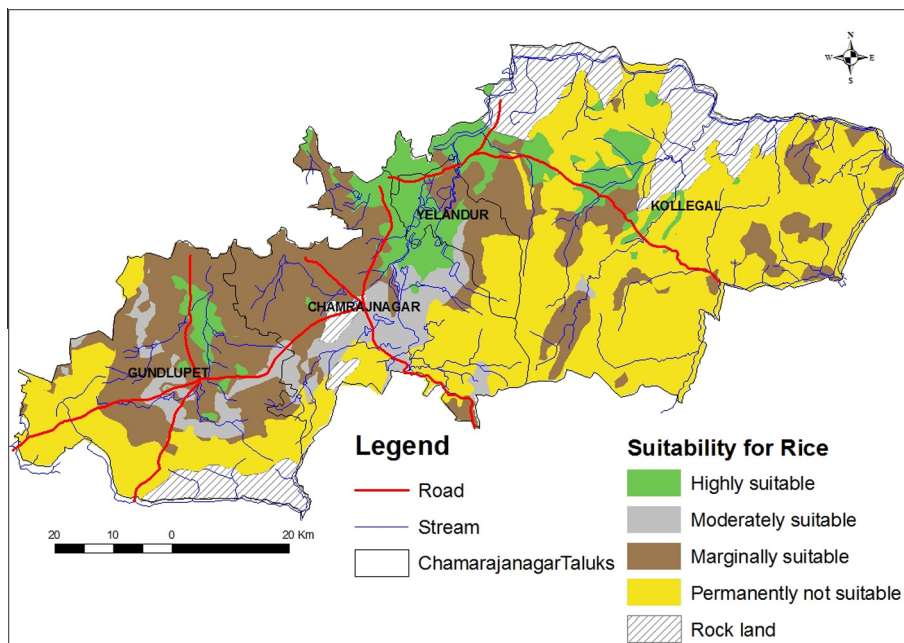 N
W E
S
YELANDUR
KOLLEGAL
CHAMRAJNAGAR
GUNDLUPET
Legend
Road
Stream
ChamarajanagarTaluks
20 10 0 20 Km
Suitability for Rice
Highly suitable
Moderately suitable
Marginally suitable
Permanently not suitable
Rock land